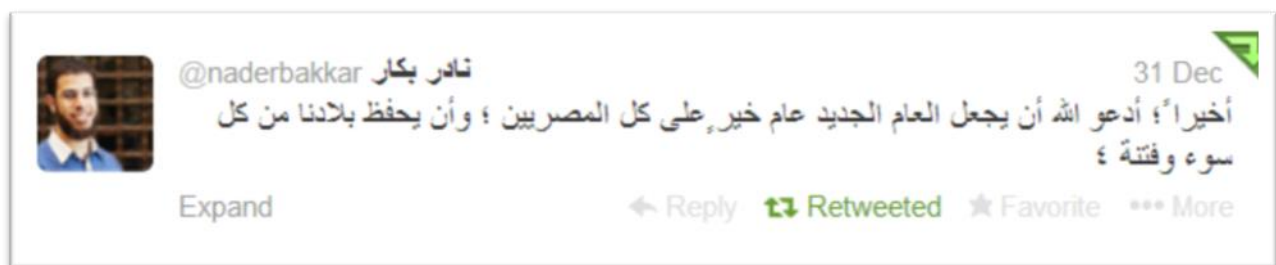 نادر بكار @naderbakkar 31 Dec
أخيرا ً؛ أدعو الله أن يجعل العام الجديد عام خير ٍعلى كل المصريين ؛ وأن يحفظ بلادنا من كل
سوء وفتنة ٤
Expand Reply Retweeted Favorite More